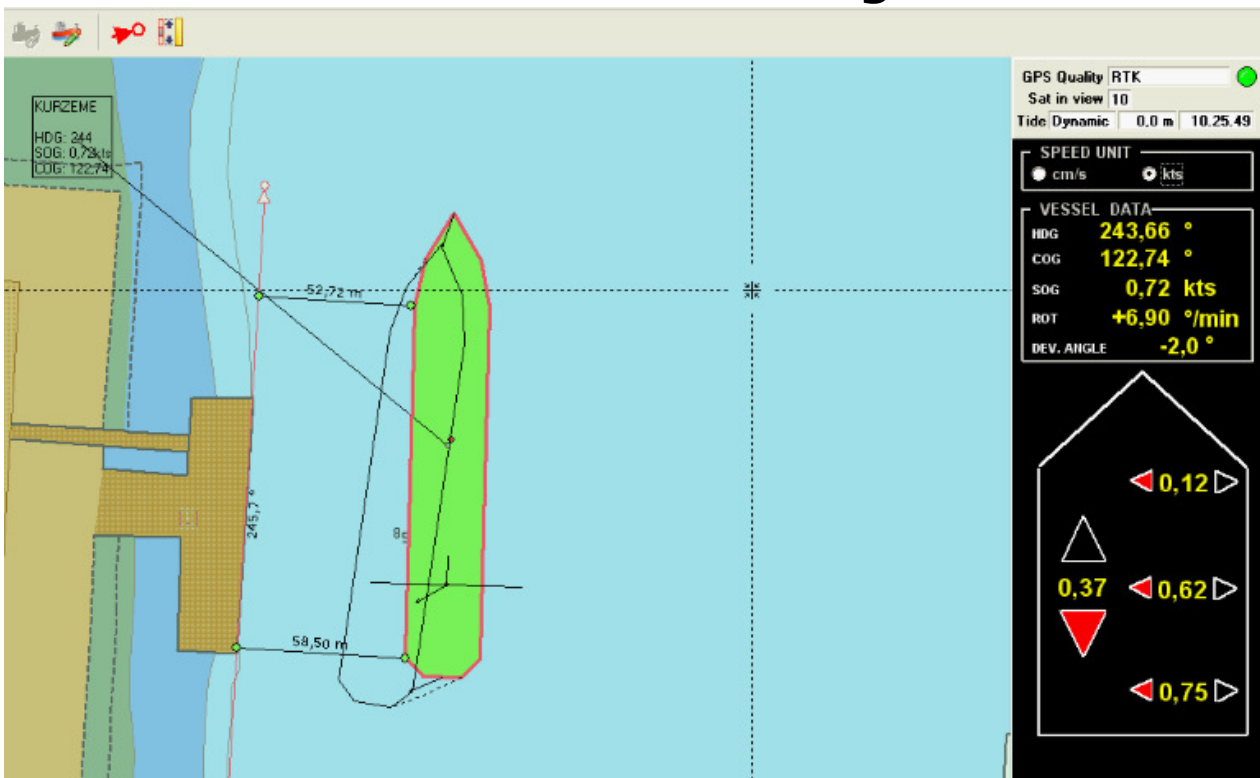 GPS Quality RTK
Sat in view 10
Tide Dynamic 0.0 m 10.25.49
SPEED UNIT
cm/s kts
VESSEL DATA
HDG 243,66 °
COG 122,74 °
SOG 0,72 kts
ROT +6,90 °/min
DEV. ANGLE -2,0 °
0,12
0,37 0,62
0,75
KURZEME
HDG: 244
SOG: 0,72kts
COG: 122,74
52,72 m
245,7 °
58,50 m